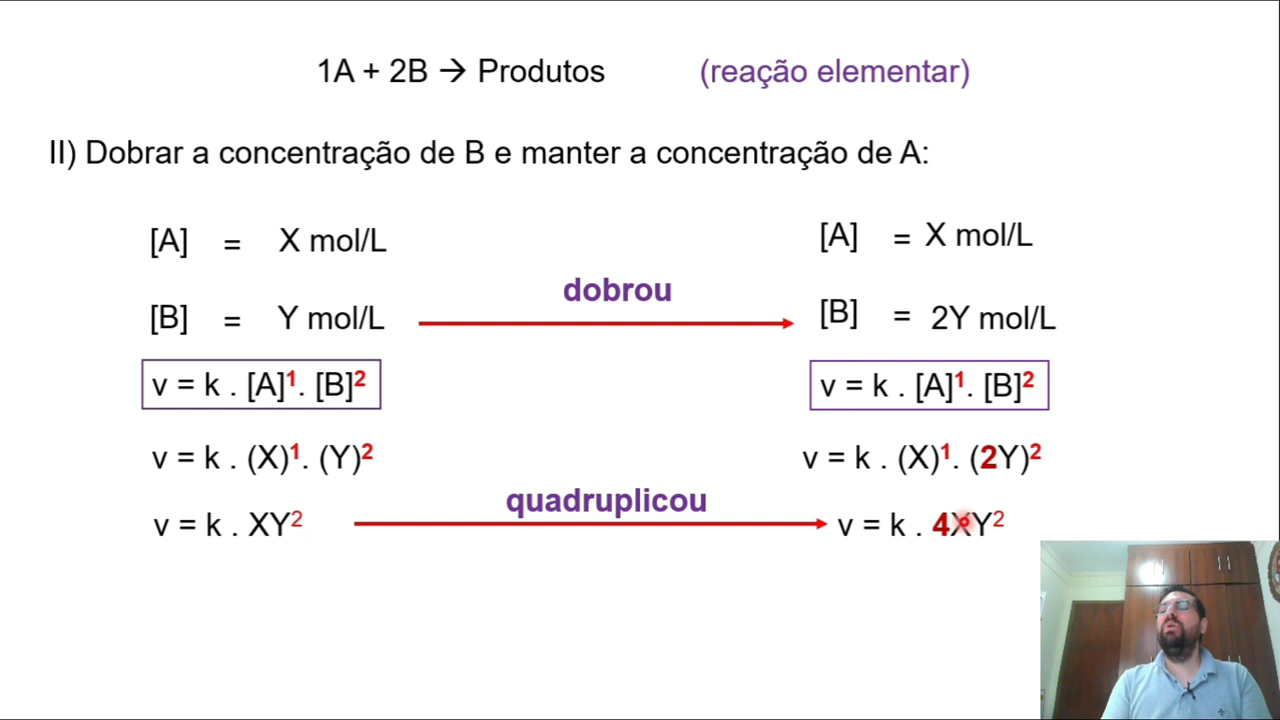 1A + 2B → Produtos (reação elementar)
II) Dobrar a concentração de B e manter a concentração de A:
[A] = X mol/L
[B] = Y mol/L
v = k . [A]¹. [B]²
v = k . (X)¹. (Y)²
v = k . XY²
dobrou
quadruplicou
[A] = X mol/L
[B] = 2Y mol/L
v = k . [A]¹. [B]²
v = k . (X)¹. (2Y)²
v = k . 4XY²